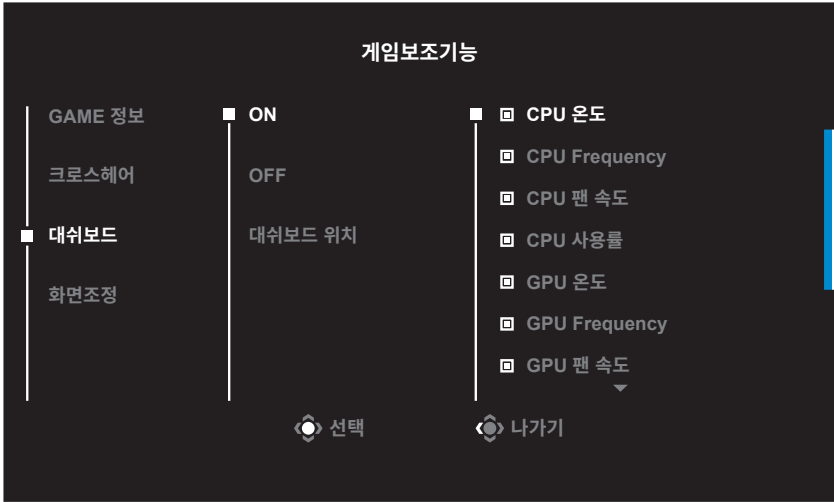 게임보조기능
GAME 정보
크로스헤어
대쉬보드
화면조정
ON
OFF
대쉬보드 위치
CPU 온도
CPU Frequency
CPU 팬 속도
CPU 사용률
GPU 온도
GPU Frequency
GPU 팬 속도
선택
나가기